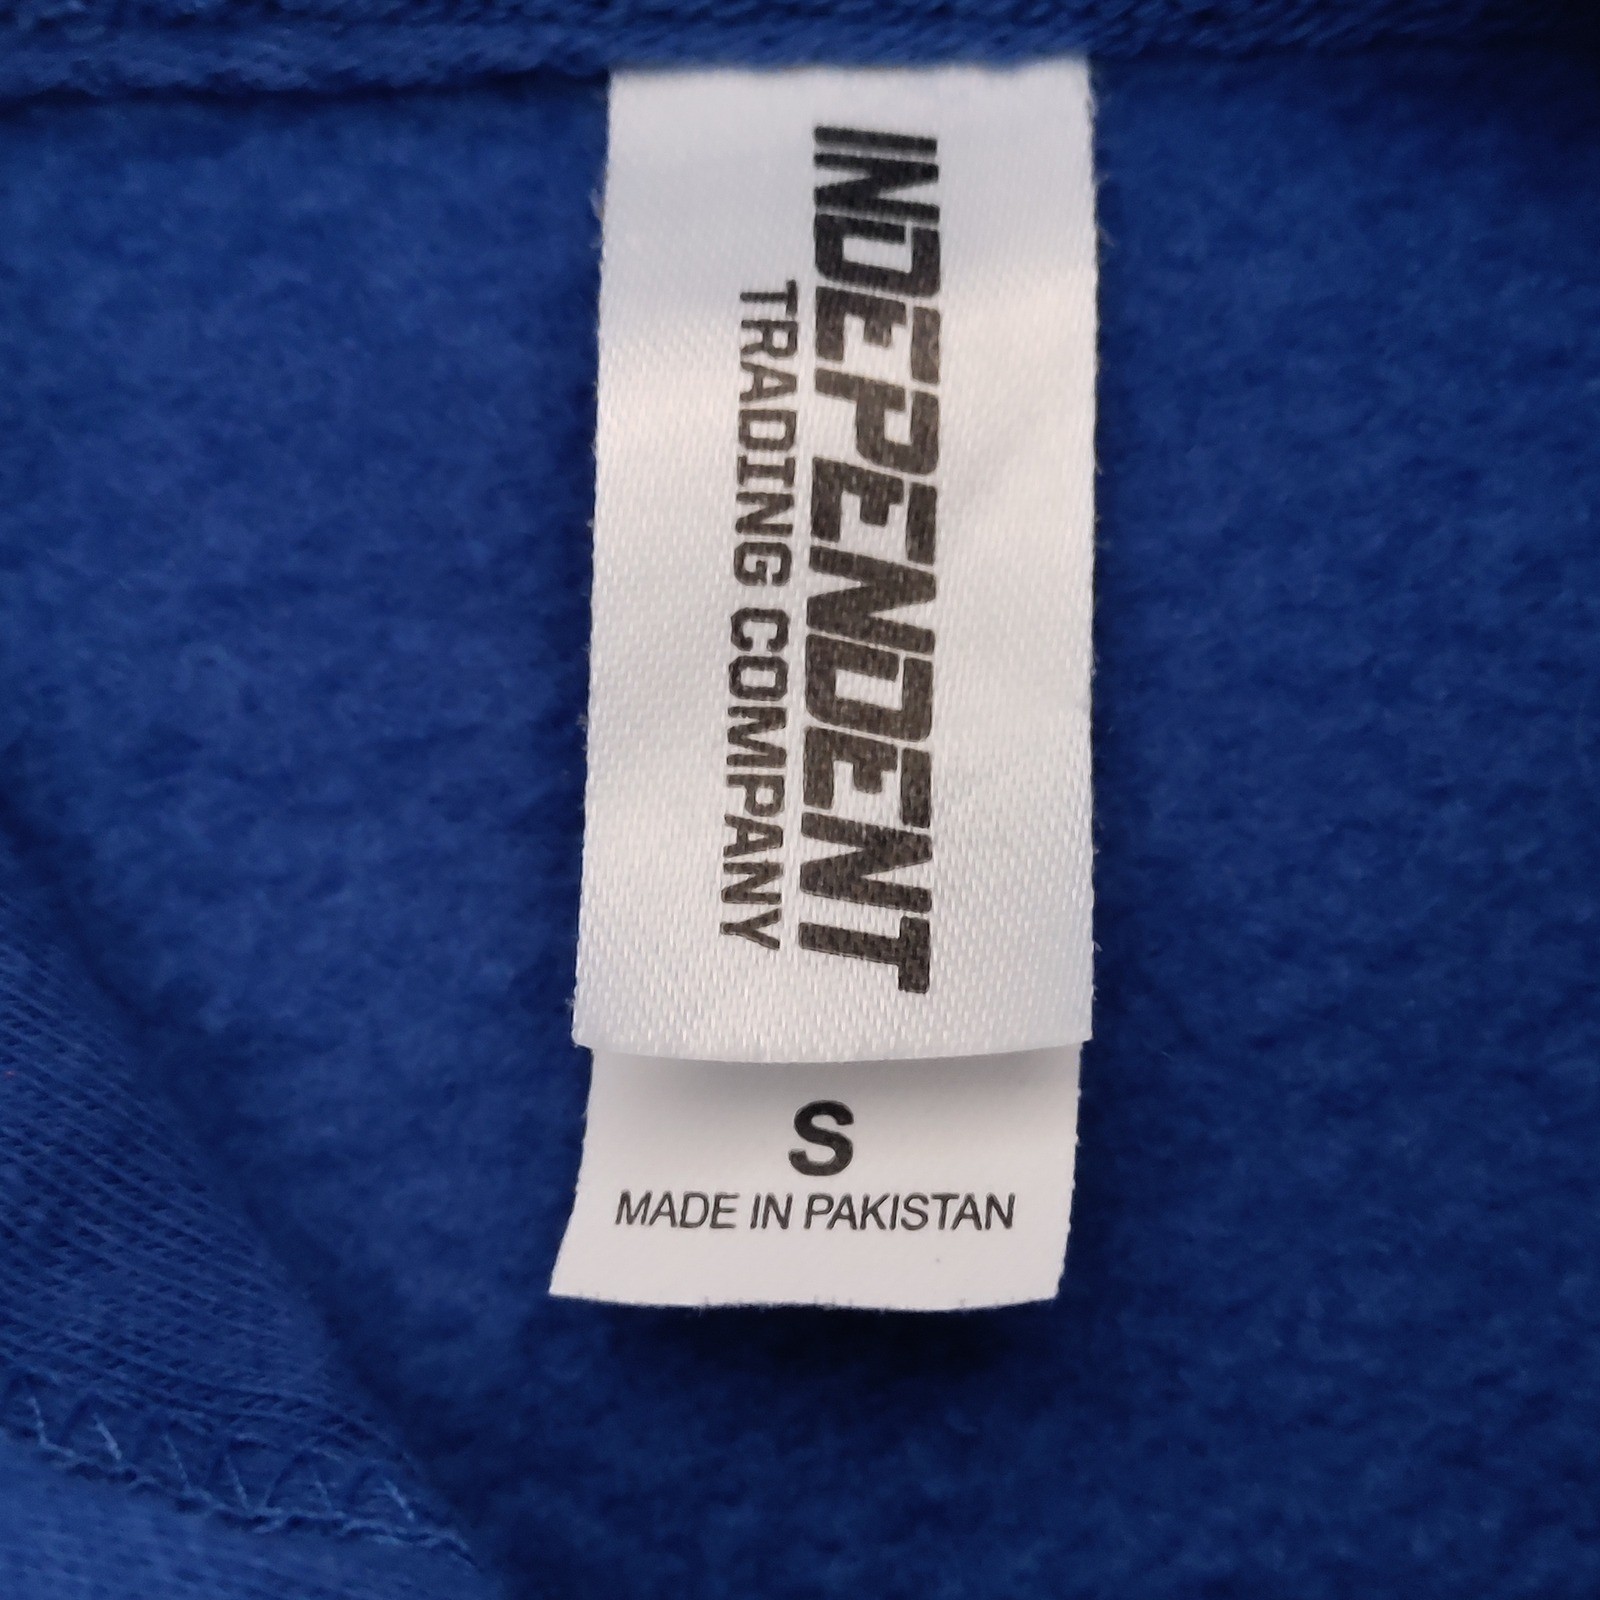 INDEPENDENT
TRADING COMPANY
S
MADE IN PAKISTAN